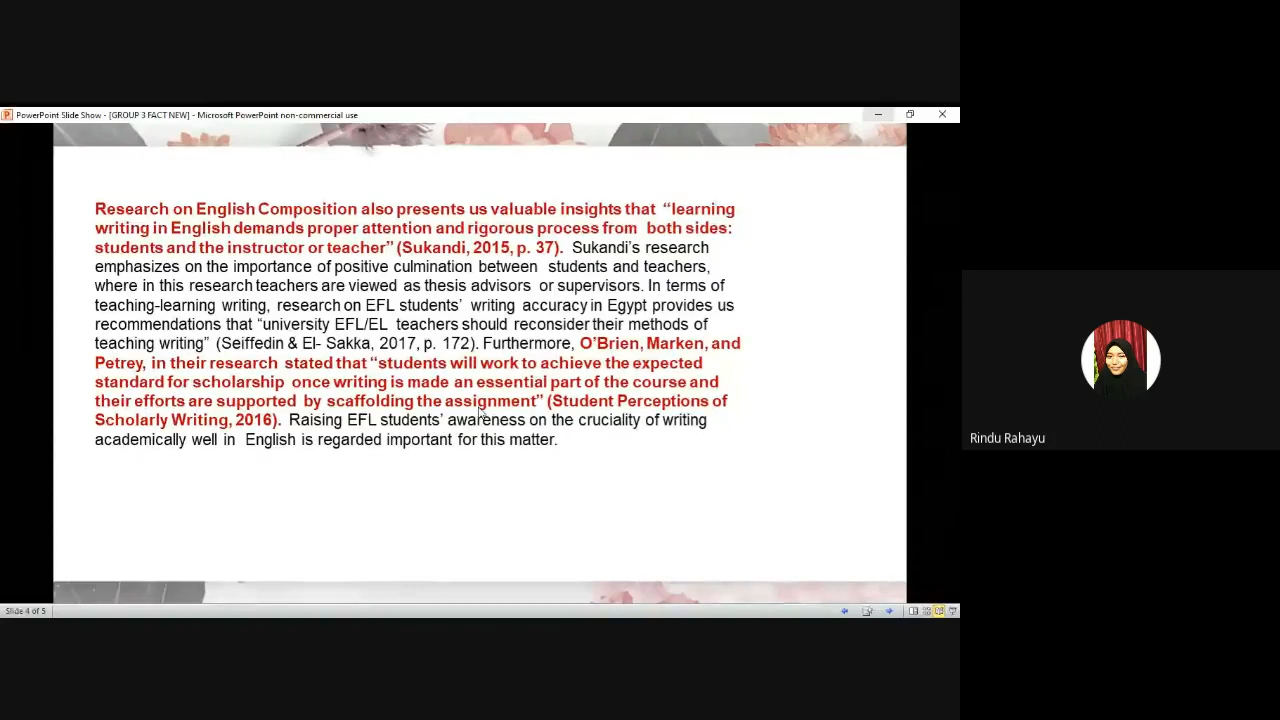 PowerPoint Slide Show - [GROUP 3 FACT NEW] - Microsoft PowerPoint non-commercial use
Research on English Composition also presents us valuable insights that “learning
writing in English demands proper attention and rigorous process from both sides:
students and the instructor or teacher” (Sukandi, 2015, p. 37). Sukandi’s research
emphasizes on the importance of positive culmination between students and teachers,
where in this research teachers are viewed as thesis advisors or supervisors. In terms of
teaching-learning writing, research on EFL students’ writing accuracy in Egypt provides us
recommendations that “university EFL/EL teachers should reconsider their methods of
teaching writing” (Seiffedin & El- Sakka, 2017, p. 172). Furthermore, O’Brien, Marken, and
Petrey, in their research stated that “students will work to achieve the expected
standard for scholarship once writing is made an essential part of the course and
their efforts are supported by scaffolding the assignment” (Student Perceptions of
Scholarly Writing, 2016). Raising EFL students’ awareness on the cruciality of writing
academically well in English is regarded important for this matter.
Rindu Rahayu
Slide 4 of 5